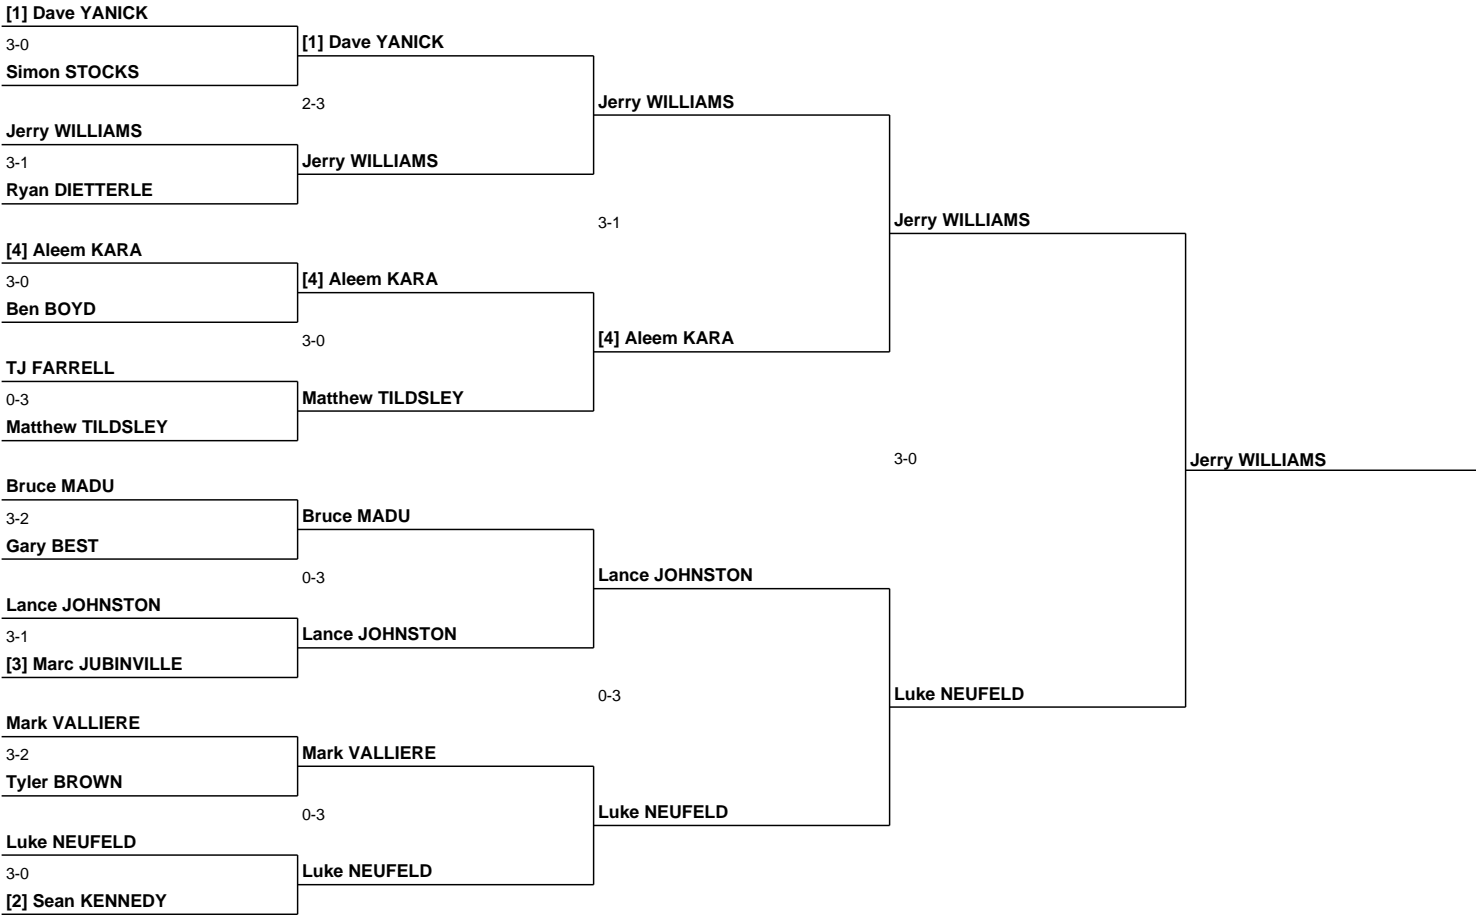 [1] Dave YANICK
3-0
Simon STOCKS
Jerry WILLIAMS
3-1
Ryan DIETTERLE
[4] Aleem KARA
3-0
Ben BOYD
TJ FARRELL
0-3
Matthew TILDSLEY
Bruce MADU
3-2
Gary BEST
Lance JOHNSTON
3-1
[3] Marc JUBINVILLE
Mark VALLIERE
3-2
Tyler BROWN
Luke NEUFELD
3-0
[2] Sean KENNEDY
[1] Dave YANICK
2-3
Jerry WILLIAMS
[4] Aleem KARA
3-0
Matthew TILDSLEY
Bruce MADU
0-3
Lance JOHNSTON
Mark VALLIERE
0-3
Luke NEUFELD
Jerry WILLIAMS
3-1
[4] Aleem KARA
Lance JOHNSTON
0-3
Luke NEUFELD
Jerry WILLIAMS
3-0
Luke NEUFELD
Jerry WILLIAMS